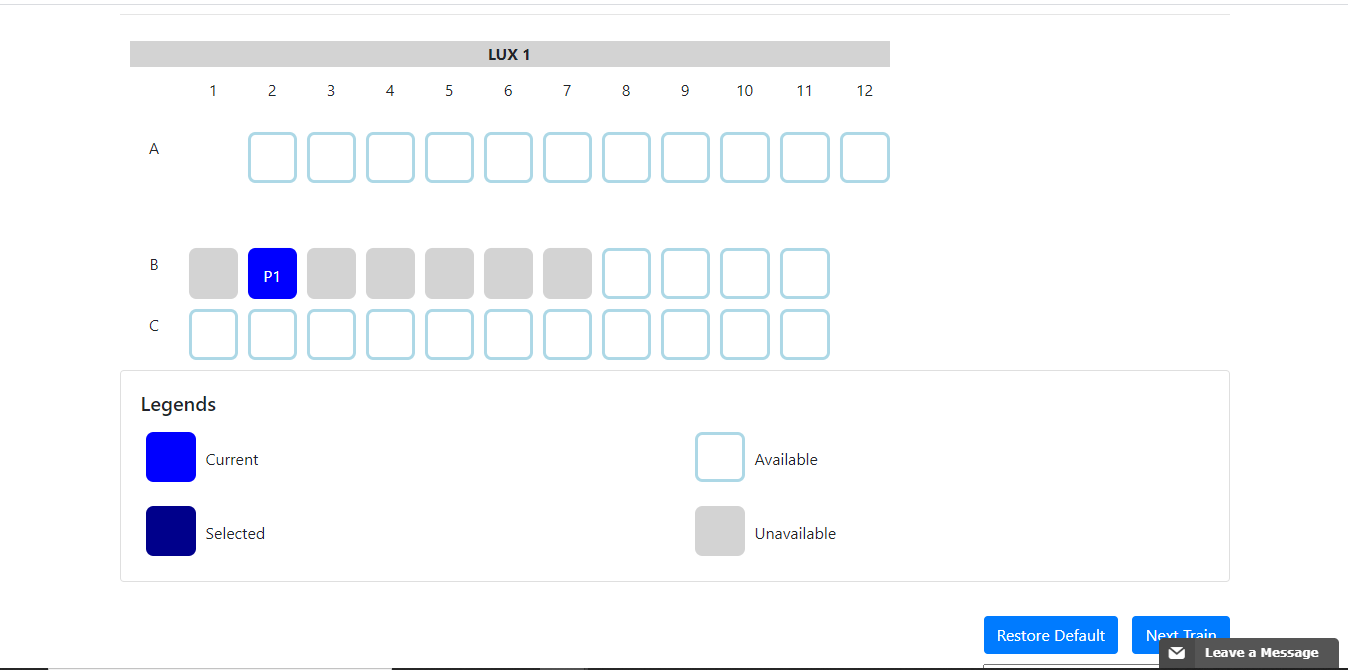 LUX 1
1 2 3 4 5 6 7 8 9 10 11 12
A
B P1
C
Legends
Current Available
Selected Unavailable
Restore Default Next Train
Leave a Message